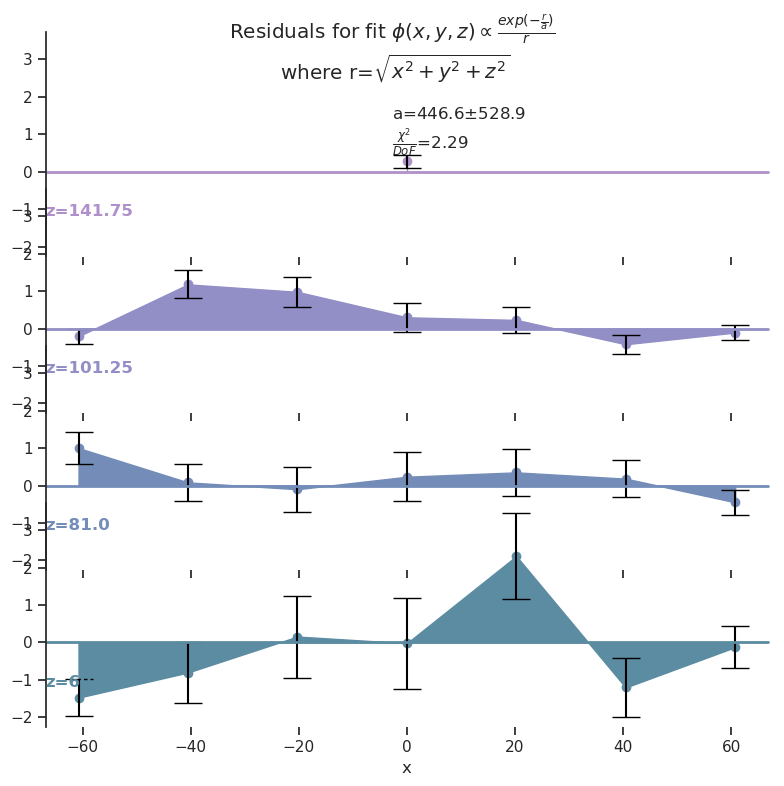 Residuals for fit ϕ(x, y, z) ∝ exp(−r/a)/r
where r=√(x² + y² + z²)
3
2
a=446.6±528.9
1
χ²/DoF=2.29
0
−1
z=141.75
3
−2
2
1
0
−1
z=101.25
3
−2
2
1
0
−1
z=81.0
3
−2
2
1
0
−1
z=6
−2
−60 −40 −20 0 20 40 60
x